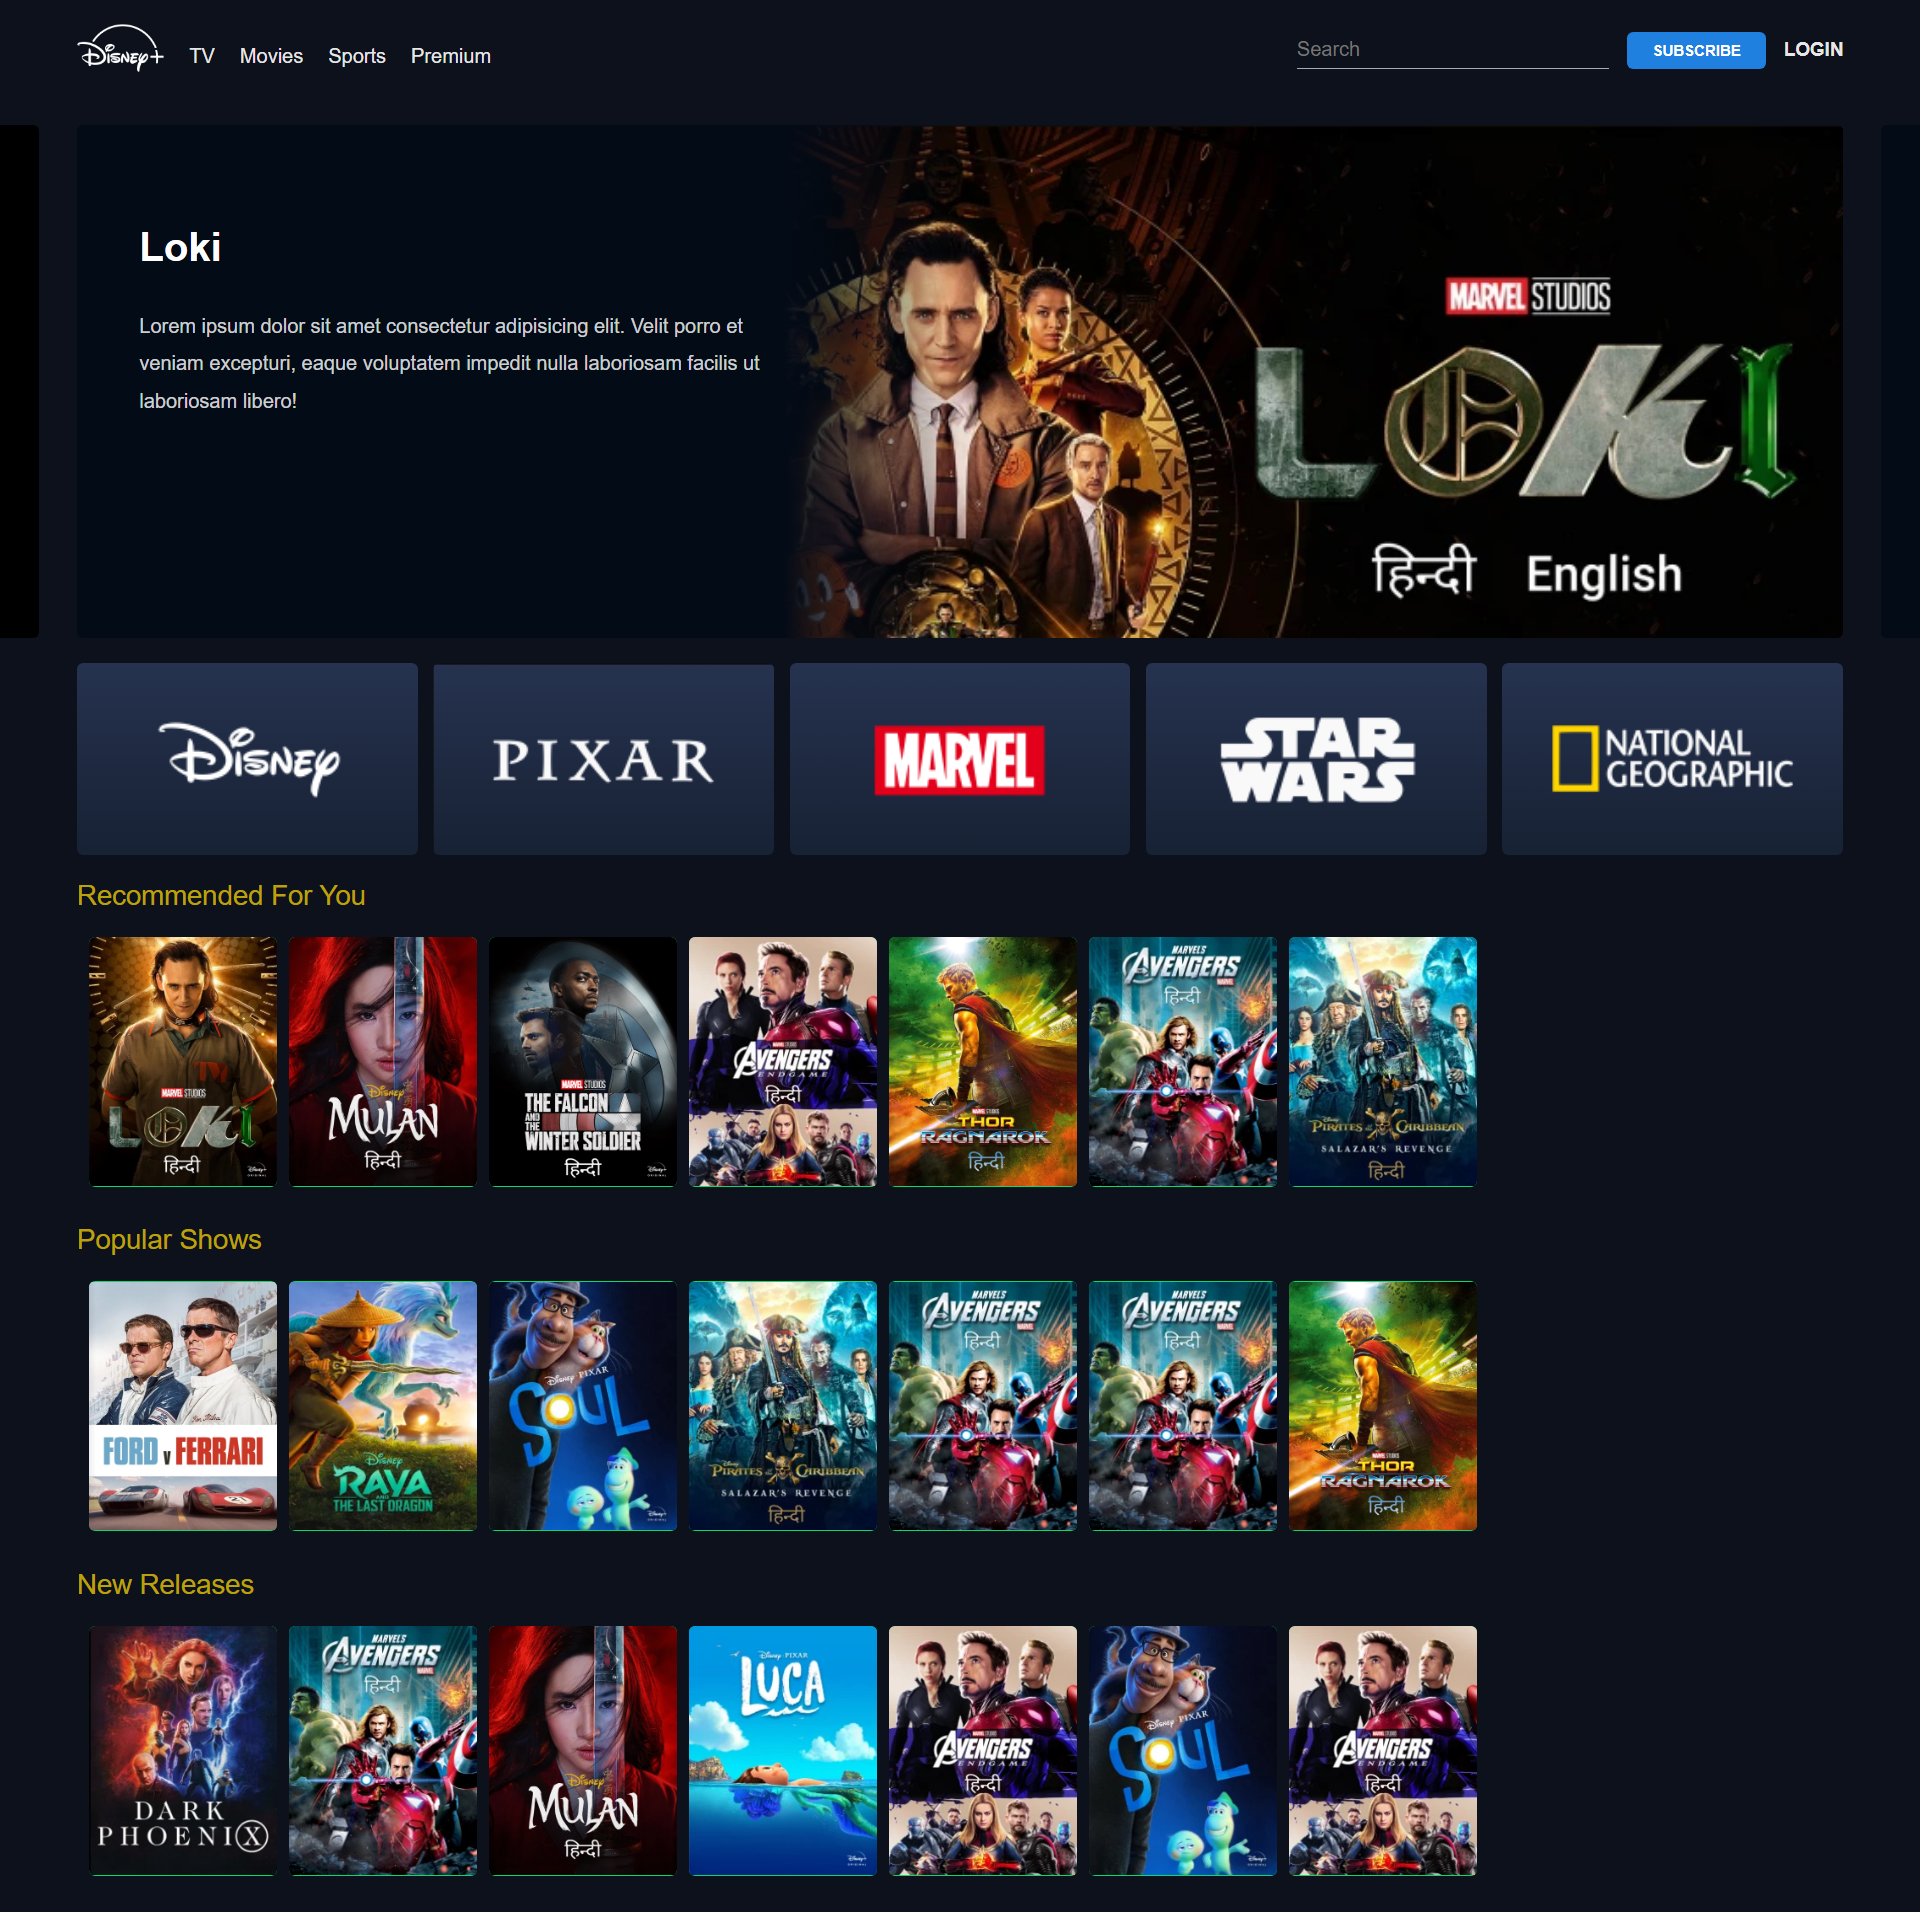 Disney+
TV
Movies
Sports
Premium
Search
SUBSCRIBE
LOGIN
Loki
Lorem ipsum dolor sit amet consectetur adipisicing elit. Velit porro et
veniam excepturi, eaque voluptatem impedit nulla laboriosam facilis ut
laboriosam libero!
MARVEL STUDIOS
LOKI
हिन्दी English
Disney
PIXAR
MARVEL
STAR
WARS
NATIONAL
GEOGRAPHIC
Recommended For You
MARVEL STUDIOS
LOKI
हिन्दी
Disney
MULAN
हिन्दी
MARVEL STUDIOS
THE FALCON
AND
THE
WINTER SOLDIER
हिन्दी
AVENGERS
ENDGAME
हिन्दी
THOR
RAGNAROK
हिन्दी
MARVEL'S
AVENGERS
हिन्दी
PIRATES OF THE CARIBBEAN
SALAZAR'S REVENGE
हिन्दी
Popular Shows
FORD v FERRARI
Disney
RAYA
AND
THE LAST DRAGON
Disney PIXAR
SOUL
PIRATES OF THE CARIBBEAN
SALAZAR'S REVENGE
हिन्दी
MARVEL'S
AVENGERS
हिन्दी
MARVEL'S
AVENGERS
हिन्दी
THOR
RAGNAROK
हिन्दी
New Releases
DARK
PHOENIX
MARVEL'S
AVENGERS
हिन्दी
Disney
MULAN
हिन्दी
Disney PIXAR
LUCA
AVENGERS
ENDGAME
हिन्दी
Disney PIXAR
SOUL
AVENGERS
ENDGAME
हिन्दी